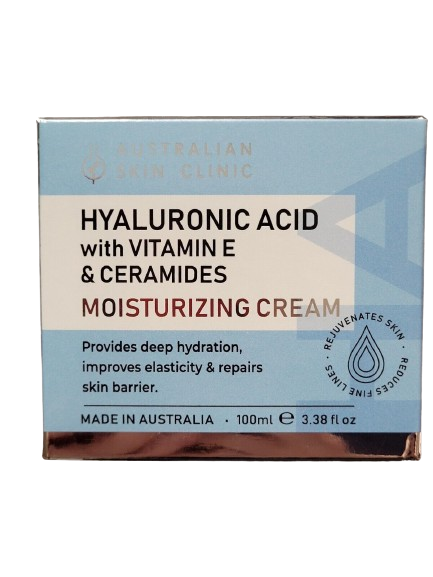 AUSTRALIAN
SKIN CLINIC
HYALURONIC ACID
with VITAMIN E
& CERAMIDES
MOISTURIZING CREAM
Provides deep hydration,
improves elasticity & repairs
skin barrier.
· REJUVENATES SKIN · REDUCES FINE LINES
MADE IN AUSTRALIA · 100ml ℮ 3.38 fl oz
HA